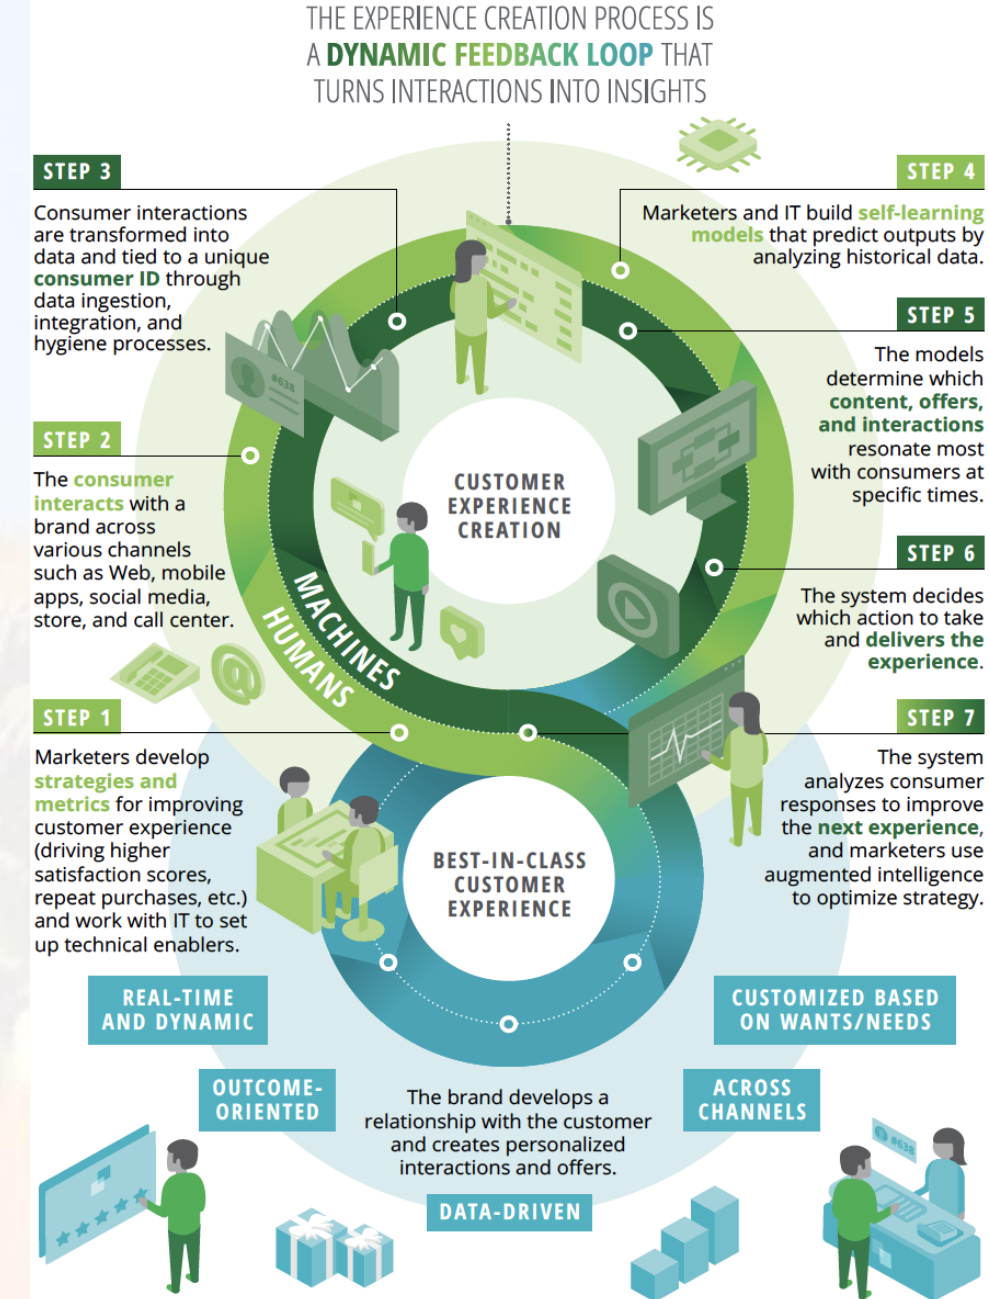 THE EXPERIENCE CREATION PROCESS IS
A DYNAMIC FEEDBACK LOOP THAT
TURNS INTERACTIONS INTO INSIGHTS
STEP 3
Consumer interactions
are transformed into
data and tied to a unique
consumer ID through
data ingestion,
integration, and
hygiene processes.
STEP 4
Marketers and IT build self-learning
models that predict outputs by
analyzing historical data.
STEP 5
The models
determine which
content, offers,
and interactions
resonate most
with consumers at
specific times.
#638
STEP 2
The consumer
interacts with a
brand across
various channels
such as Web, mobile
apps, social media,
store, and call center.
CUSTOMER
EXPERIENCE
CREATION
STEP 6
The system decides
which action to take
and delivers the
experience.
MACHINES
HUMANS
@
STEP 1
Marketers develop
strategies and
metrics for improving
customer experience
(driving higher
satisfaction scores,
repeat purchases, etc.)
and work with IT to set
up technical enablers.
STEP 7
The system
analyzes consumer
responses to improve
the next experience,
and marketers use
augmented intelligence
to optimize strategy.
BEST-IN-CLASS
CUSTOMER
EXPERIENCE
REAL-TIME
AND DYNAMIC
CUSTOMIZED BASED
ON WANTS/NEEDS
OUTCOME-
ORIENTED
ACROSS
CHANNELS
The brand develops a
relationship with the customer
and creates personalized
interactions and offers.
#638
DATA-DRIVEN